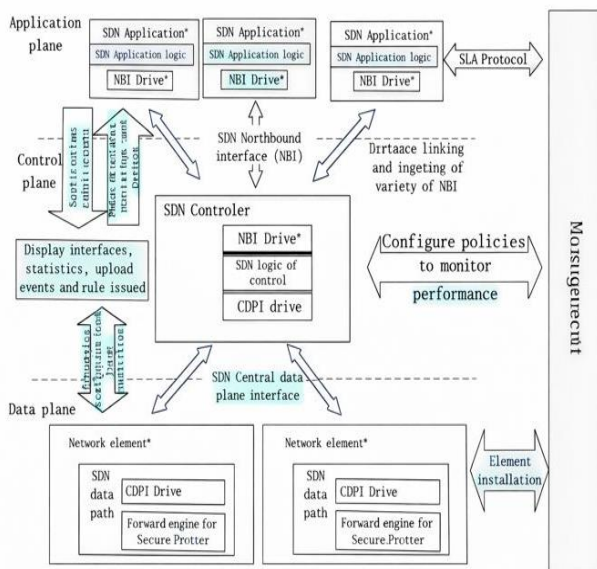 Application
plane
SDN Application*
SDN Application logic
NBI Drive*
SDN Application*
SDN Application logic
NBI Drive*
SDN Application*
SDN Application logic
NBI Drive*
SLA Protocol
Control
plane
SDN Northbound
interface (NBI)
linking
and ingeting of
variety of NBI
SDN Controler
NBI Drive*
SDN logic of
control
CDPI drive
Display interfaces,
statistics, upload
events and rule issued
Configure policies
to monitor
performance
SDN Central data
plane interface
Data plane
Network element*
SDN
data
path
CDPI Drive
Forward engine for
Secure Protter
Network element*
SDN
data
path
CDPI Drive
Forward engine for
Secure.Protter
Element
installation